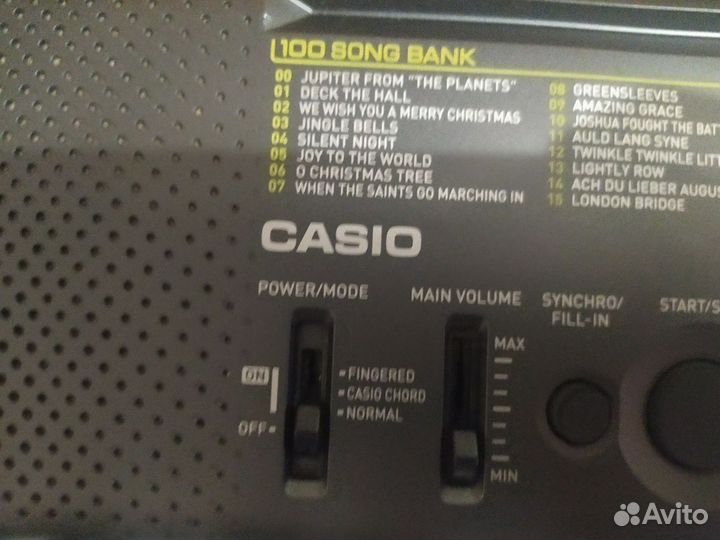 100 SONG BANK
00 JUPITER FROM "THE PLANETS"
01 DECK THE HALL
02 WE WISH YOU A MERRY CHRISTMAS
03 JINGLE BELLS
04 SILENT NIGHT
05 JOY TO THE WORLD
06 O CHRISTMAS TREE
07 WHEN THE SAINTS GO MARCHING IN
08 GREENSLEEVES
09 AMAZING GRACE
10 JOSHUA FOUGHT THE BAT
11 AULD LANG SYNE
12 TWINKLE TWINKLE LITT
13 LIGHTLY ROW
14 ACH DU LIEBER AUGUS
15 LONDON BRIDGE
CASIO
POWER/MODE
ON
OFF
FINGERED
CASIO CHORD
NORMAL
MAIN VOLUME
MAX
MIN
SYNCHRO/
FILL-IN
START/S
Avito